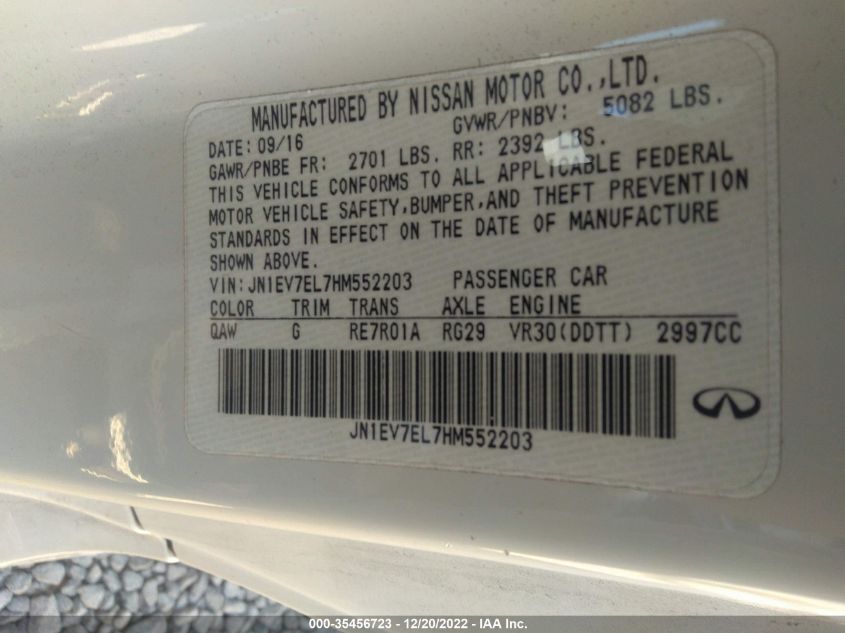 MANUFACTURED BY NISSAN MOTOR CO.,LTD.
DATE: 09/16 GVWR/PNBV: 5082 LBS.
GAWR/PNBE FR: 2701 LBS. RR: 2392 LBS.
THIS VEHICLE CONFORMS TO ALL APPLICABLE FEDERAL
MOTOR VEHICLE SAFETY,BUMPER,AND THEFT PREVENTION
STANDARDS IN EFFECT ON THE DATE OF MANUFACTURE
SHOWN ABOVE.
VIN:JN1EV7EL7HM552203 PASSENGER CAR
COLOR TRIM TRANS AXLE ENGINE
QAW G RE7R01A RG29 VR30(DDTT) 2997CC
JN1EV7EL7HM552203
000-35456723 - 12/20/2022 - IAA Inc.